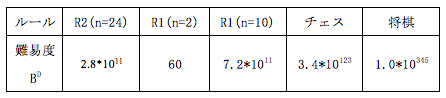 ルール R2(n=24) R1(n=2) R1(n=10) チェス 将棋
難易度 B^D 2.8*10^11 60 7.2*10^11 3.4*10^123 1.0*10^345